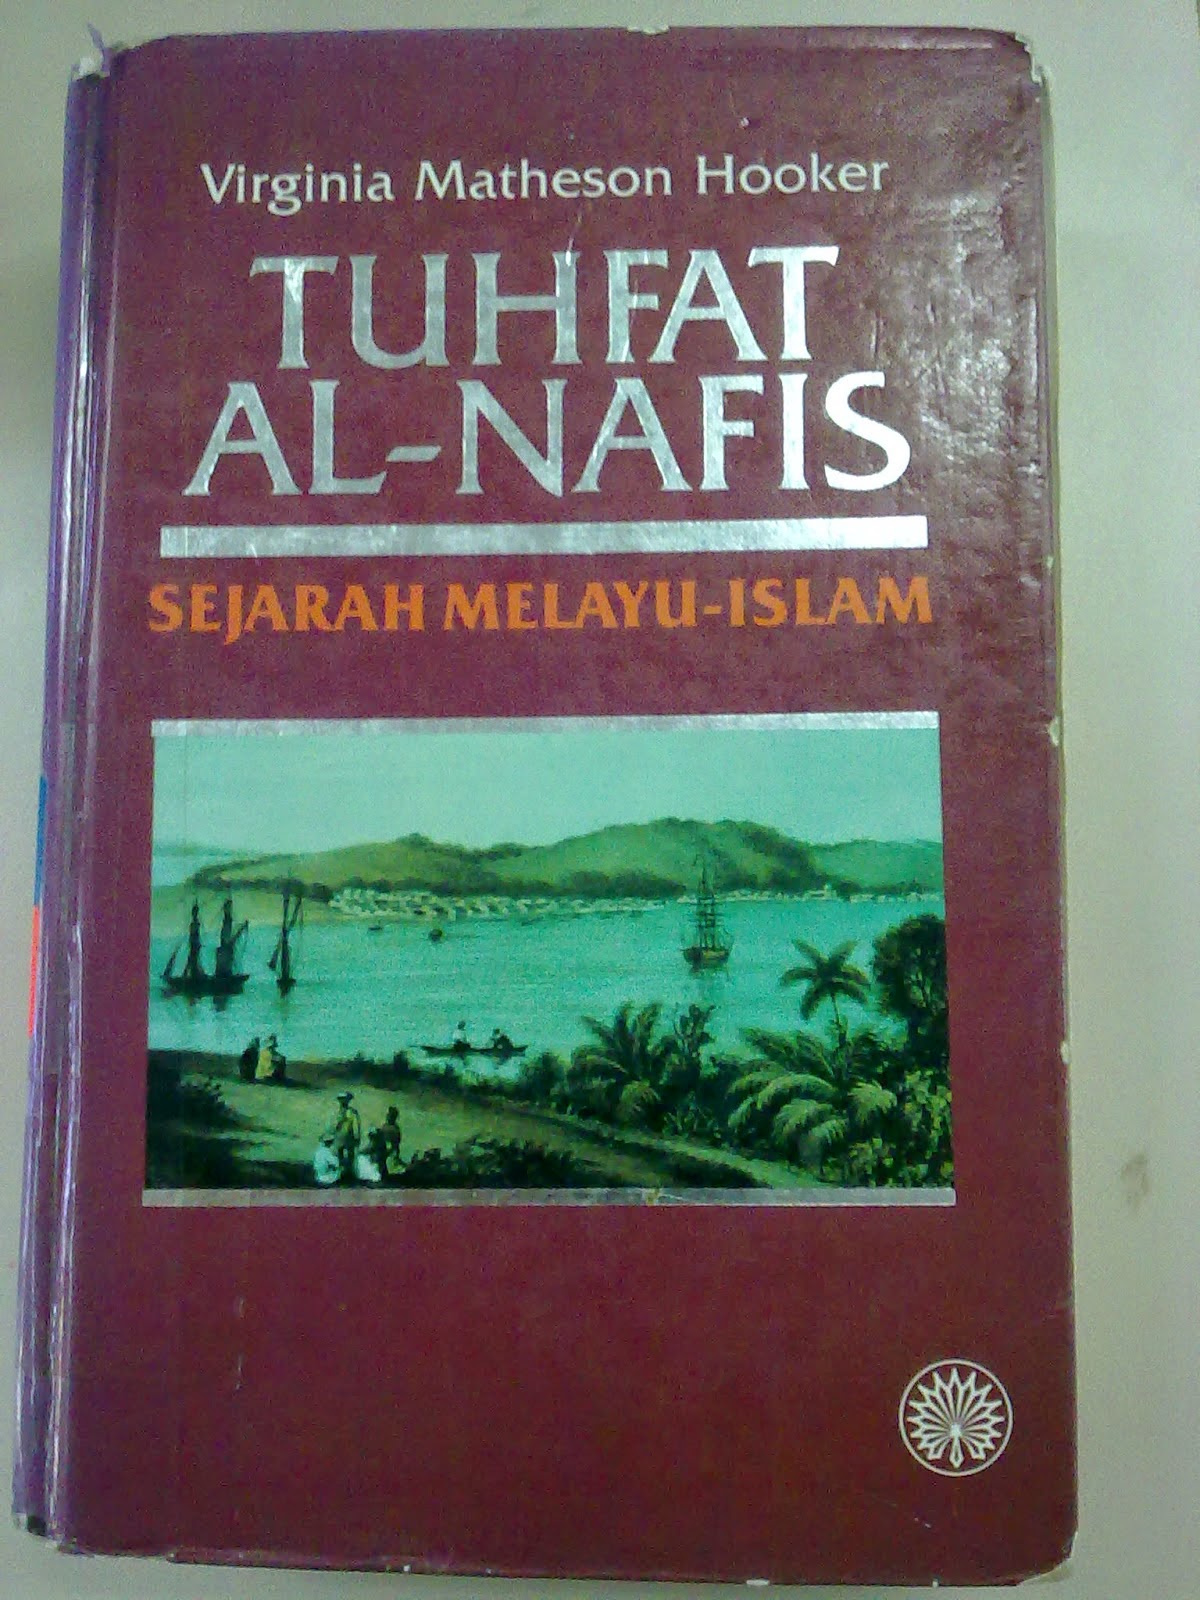 Virginia Matheson Hooker
TUHFAT
AL-NAFIS
SEJARAH MELAYU-ISLAM